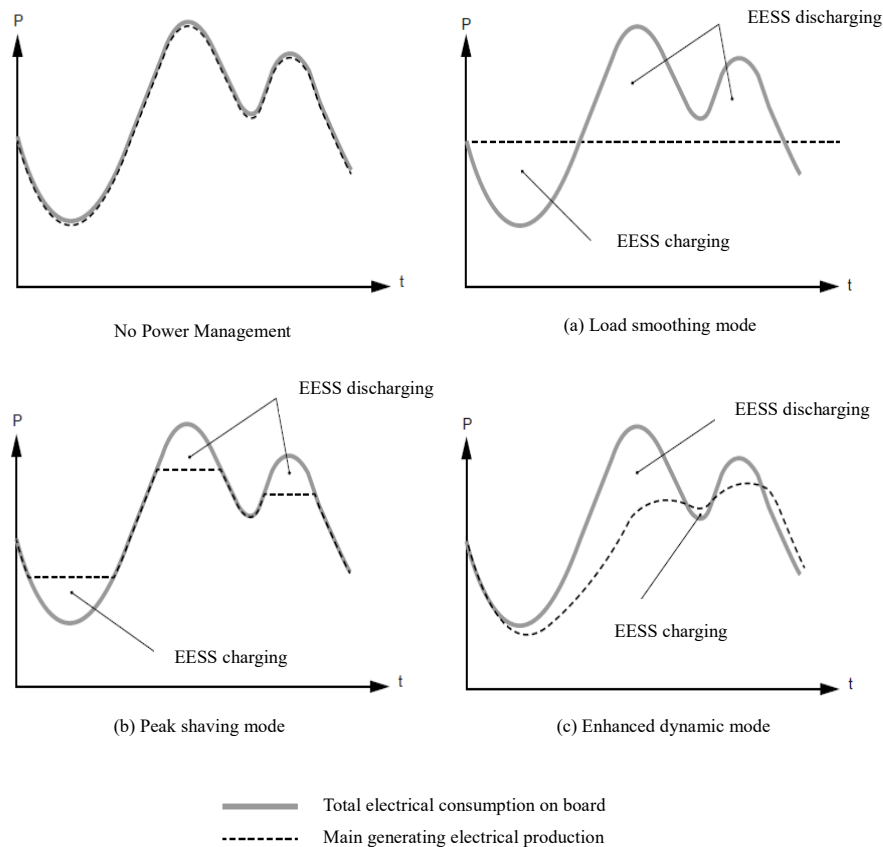 P
t
No Power Management
P
EESS discharging
EESS charging
t
(a) Load smoothing mode
P
EESS discharging
EESS charging
t
(b) Peak shaving mode
P
EESS discharging
EESS charging
t
(c) Enhanced dynamic mode
Total electrical consumption on board
Main generating electrical production